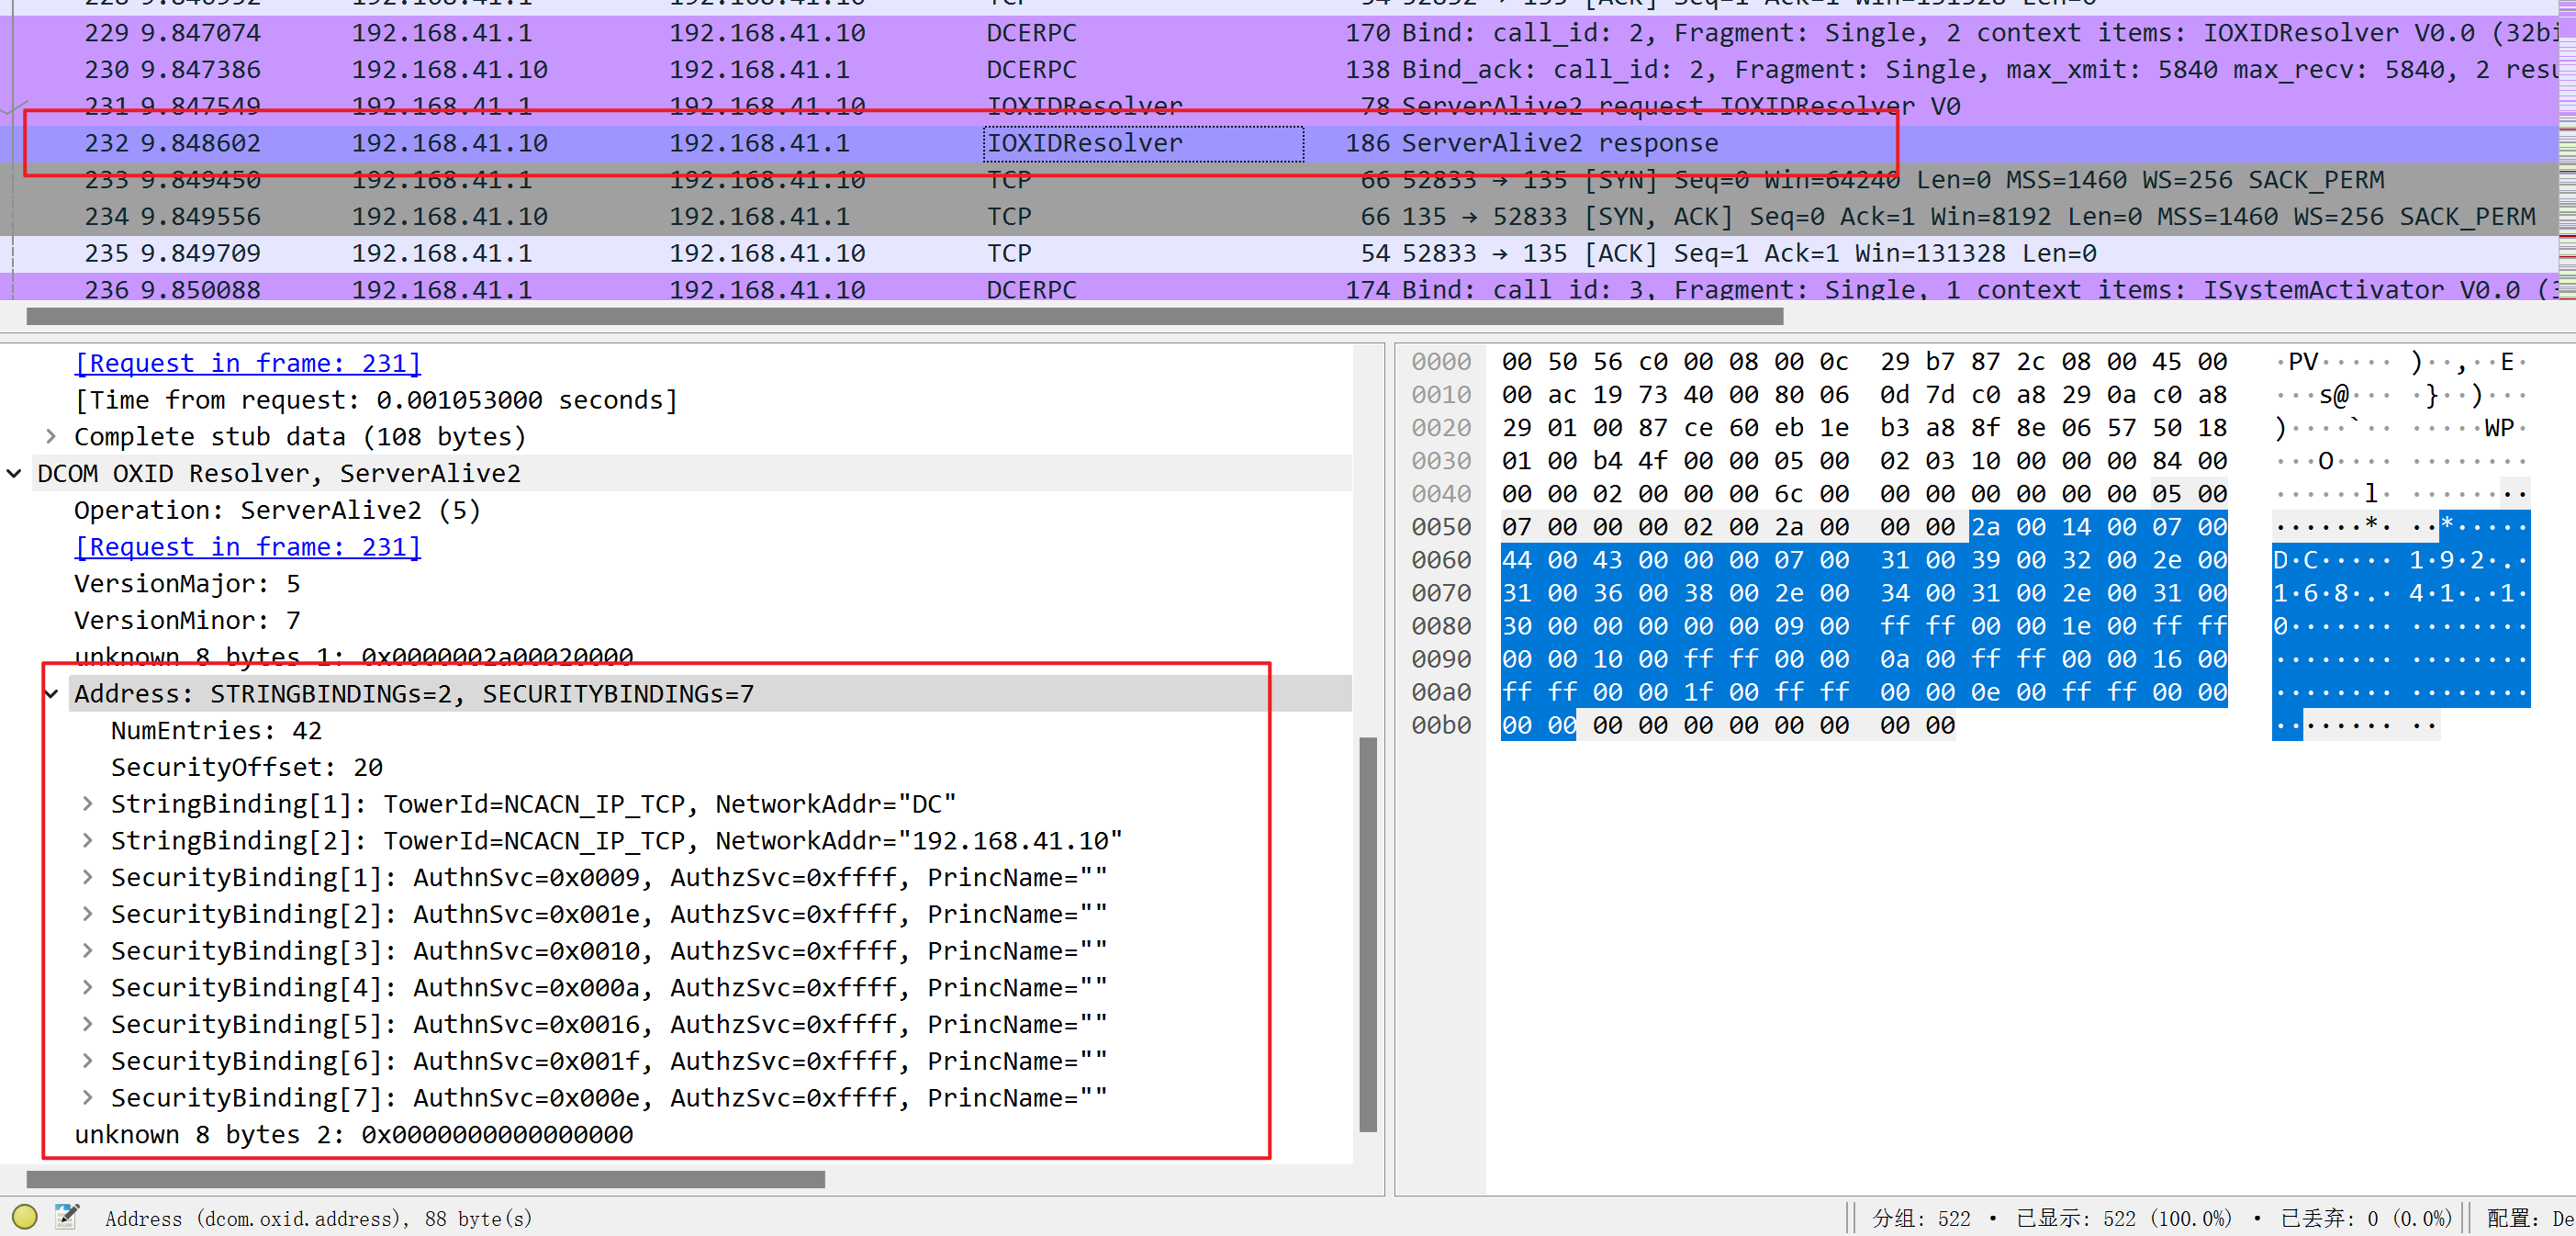 228 9.846952 192.168.41.1 192.168.41.10 TCP 54 52832 → 135 [ACK] Seq=1 Ack=1 Win=131328 Len=0
229 9.847074 192.168.41.1 192.168.41.10 DCERPC 170 Bind: call_id: 2, Fragment: Single, 2 context items: IOXIDResolver V0.0 (32bi
230 9.847386 192.168.41.10 192.168.41.1 DCERPC 138 Bind_ack: call_id: 2, Fragment: Single, max_xmit: 5840 max_recv: 5840, 2 resu
231 9.847549 192.168.41.1 192.168.41.10 IOXIDResolver 78 ServerAlive2 request IOXIDResolver V0
232 9.848602 192.168.41.10 192.168.41.1 IOXIDResolver 186 ServerAlive2 response
233 9.849450 192.168.41.1 192.168.41.10 TCP 66 52833 → 135 [SYN] Seq=0 Win=64240 Len=0 MSS=1460 WS=256 SACK_PERM
234 9.849556 192.168.41.10 192.168.41.1 TCP 66 135 → 52833 [SYN, ACK] Seq=0 Ack=1 Win=8192 Len=0 MSS=1460 WS=256 SACK_PERM
235 9.849709 192.168.41.1 192.168.41.10 TCP 54 52833 → 135 [ACK] Seq=1 Ack=1 Win=131328 Len=0
236 9.850088 192.168.41.1 192.168.41.10 DCERPC 174 Bind: call_id: 3, Fragment: Single, 1 context items: ISystemActivator V0.0 (3
[Request in frame: 231]
[Time from request: 0.001053000 seconds]
Complete stub data (108 bytes)
DCOM OXID Resolver, ServerAlive2
Operation: ServerAlive2 (5)
[Request in frame: 231]
VersionMajor: 5
VersionMinor: 7
unknown 8 bytes 1: 0x0000002a00020000
Address: STRINGBINDINGs=2, SECURITYBINDINGs=7
NumEntries: 42
SecurityOffset: 20
StringBinding[1]: TowerId=NCACN_IP_TCP, NetworkAddr="DC"
StringBinding[2]: TowerId=NCACN_IP_TCP, NetworkAddr="192.168.41.10"
SecurityBinding[1]: AuthnSvc=0x0009, AuthzSvc=0xffff, PrincName=""
SecurityBinding[2]: AuthnSvc=0x001e, AuthzSvc=0xffff, PrincName=""
SecurityBinding[3]: AuthnSvc=0x0010, AuthzSvc=0xffff, PrincName=""
SecurityBinding[4]: AuthnSvc=0x000a, AuthzSvc=0xffff, PrincName=""
SecurityBinding[5]: AuthnSvc=0x0016, AuthzSvc=0xffff, PrincName=""
SecurityBinding[6]: AuthnSvc=0x001f, AuthzSvc=0xffff, PrincName=""
SecurityBinding[7]: AuthnSvc=0x000e, AuthzSvc=0xffff, PrincName=""
unknown 8 bytes 2: 0x0000000000000000
0000 00 50 56 c0 00 08 00 0c 29 b7 87 2c 08 00 45 00 ·PV·····)··,··E·
0010 00 ac 19 73 40 00 80 06 0d 7d c0 a8 29 0a c0 a8 ···s@····}··)···
0020 29 01 00 87 ce 60 eb 1e b3 a8 8f 8e 06 57 50 18 )····`·······WP·
0030 01 00 b4 4f 00 00 05 00 02 03 10 00 00 00 84 00 ···O············
0040 00 00 02 00 00 00 6c 00 00 00 00 00 00 00 05 00 ······l·········
0050 07 00 00 00 02 00 2a 00 00 00 2a 00 14 00 07 00 ······*···*·····
0060 44 00 43 00 00 00 07 00 31 00 39 00 32 00 2e 00 D·C·····1·9·2·.·
0070 31 00 36 00 38 00 2e 00 34 00 31 00 2e 00 31 00 1·6·8·.·4·1·.·1·
0080 30 00 00 00 00 00 09 00 ff ff 00 00 1e 00 ff ff 0···············
0090 00 00 10 00 ff ff 00 00 0a 00 ff ff 00 00 16 00 ················
00a0 ff ff 00 00 1f 00 ff ff 00 00 0e 00 ff ff 00 00 ················
00b0 00 00 00 00 00 00 00 00 00 00 ··········
Address (dcom.oxid.address), 88 byte(s)
分组: 522 · 已显示: 522 (100.0%) · 已丢弃: 0 (0.0%)
配置: De